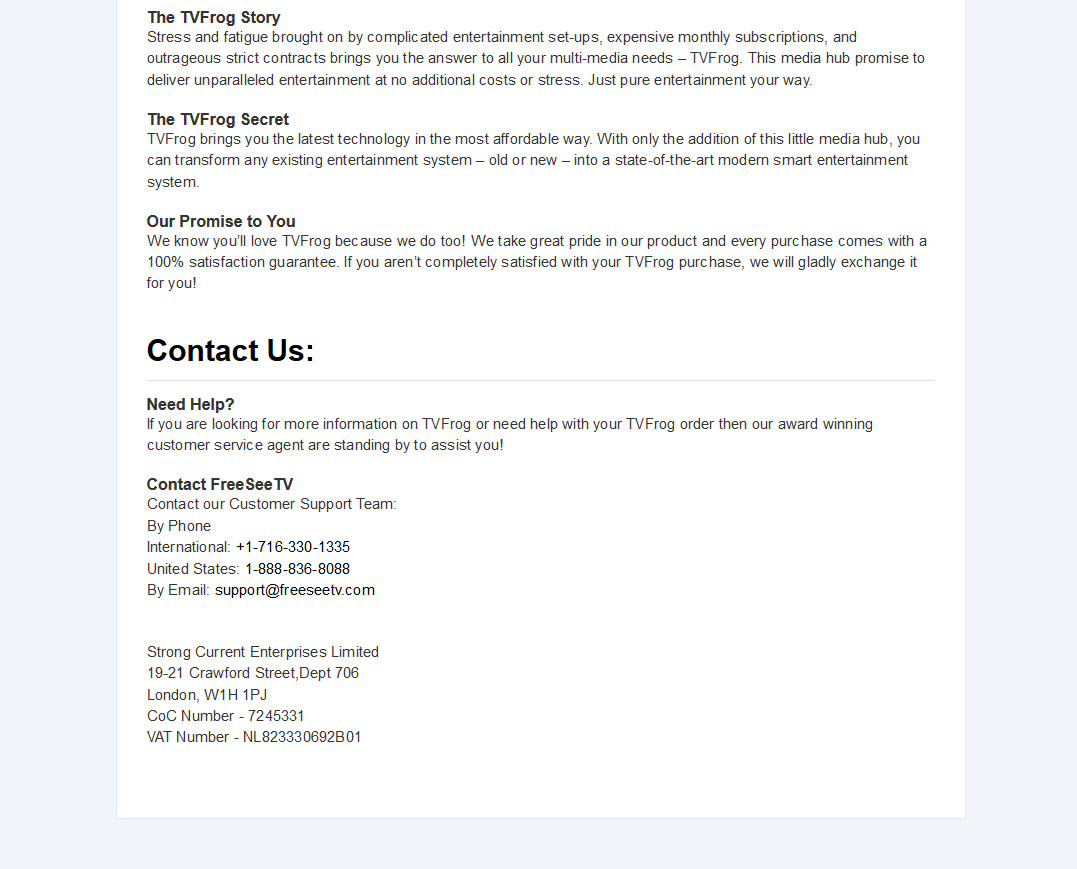 The TVFrog Story
Stress and fatigue brought on by complicated entertainment set-ups, expensive monthly subscriptions, and
outrageous strict contracts brings you the answer to all your multi-media needs – TVFrog. This media hub promise to
deliver unparalleled entertainment at no additional costs or stress. Just pure entertainment your way.
The TVFrog Secret
TVFrog brings you the latest technology in the most affordable way. With only the addition of this little media hub, you
can transform any existing entertainment system – old or new – into a state-of-the-art modern smart entertainment
system.
Our Promise to You
We know you’ll love TVFrog because we do too! We take great pride in our product and every purchase comes with a
100% satisfaction guarantee. If you aren’t completely satisfied with your TVFrog purchase, we will gladly exchange it
for you!
Contact Us:
Need Help?
If you are looking for more information on TVFrog or need help with your TVFrog order then our award winning
customer service agent are standing by to assist you!
Contact FreeSeeTV
Contact our Customer Support Team:
By Phone
International: +1-716-330-1335
United States: 1-888-836-8088
By Email: support@freeseetv.com
Strong Current Enterprises Limited
19-21 Crawford Street,Dept 706
London, W1H 1PJ
CoC Number - 7245331
VAT Number - NL823330692B01